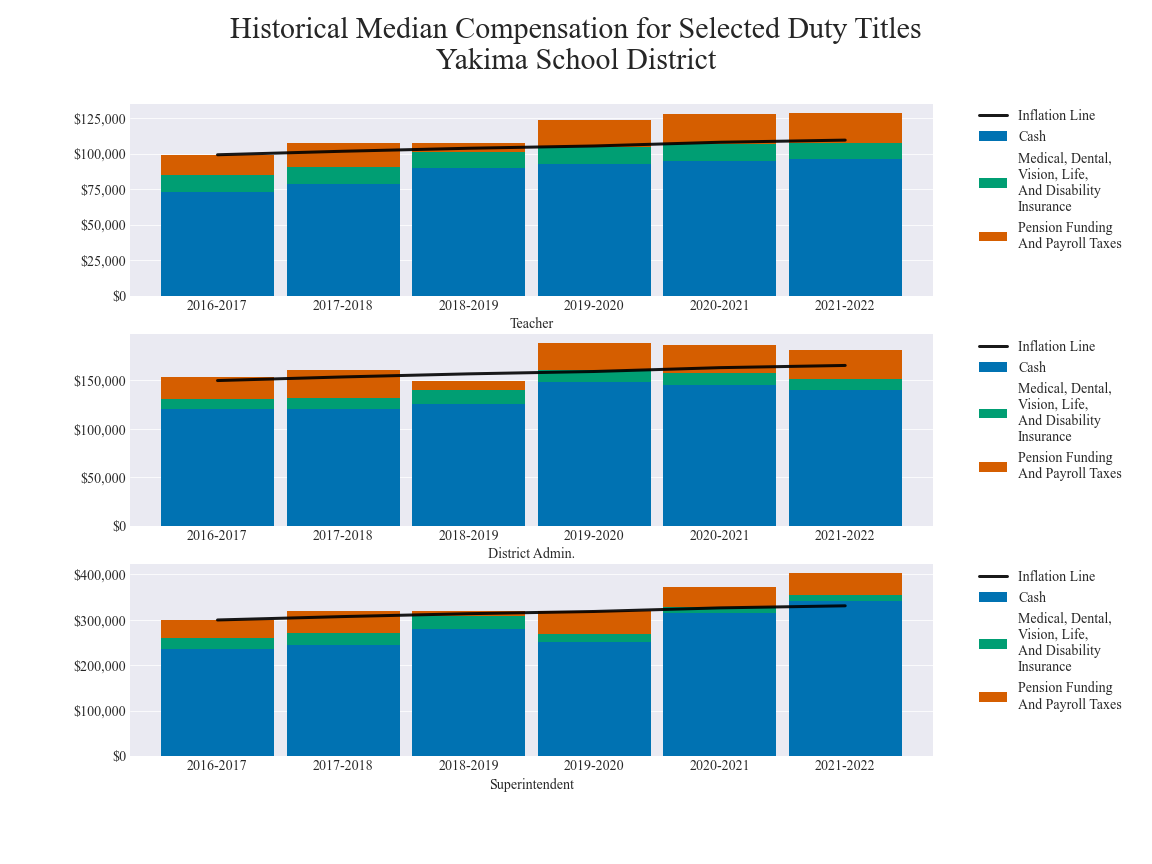 Historical Median Compensation for Selected Duty Titles
Yakima School District
$125,000
$100,000
$75,000
$50,000
$25,000
$0
2016-2017 2017-2018 2018-2019 2019-2020 2020-2021 2021-2022
Teacher
Inflation Line
Cash
Medical, Dental,
Vision, Life,
And Disability
Insurance
Pension Funding
And Payroll Taxes
$150,000
$100,000
$50,000
$0
2016-2017 2017-2018 2018-2019 2019-2020 2020-2021 2021-2022
District Admin.
Inflation Line
Cash
Medical, Dental,
Vision, Life,
And Disability
Insurance
Pension Funding
And Payroll Taxes
$400,000
$300,000
$200,000
$100,000
$0
2016-2017 2017-2018 2018-2019 2019-2020 2020-2021 2021-2022
Superintendent
Inflation Line
Cash
Medical, Dental,
Vision, Life,
And Disability
Insurance
Pension Funding
And Payroll Taxes